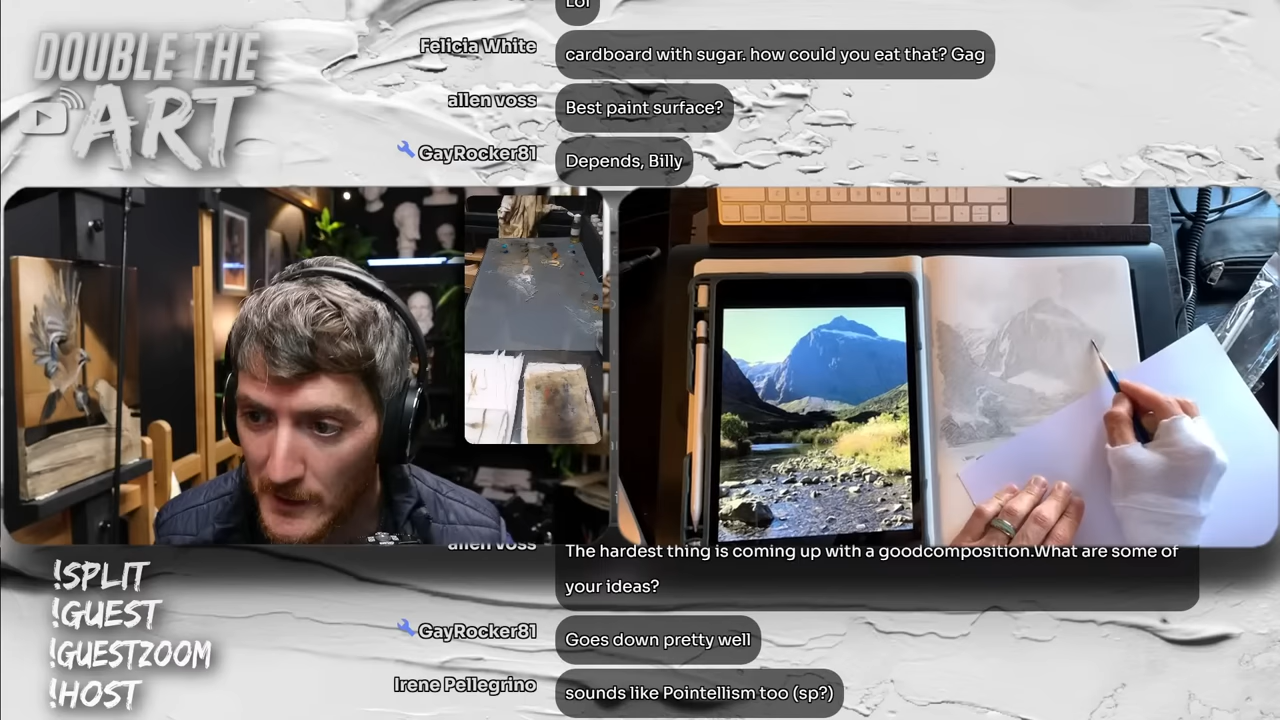 Lol
DOUBLE THE
ART
Felicia White
cardboard with sugar. how could you eat that? Gag
allen voss
Best paint surface?
GayRocker81
Depends, Billy
allen voss
The hardest thing is coming up with a goodcomposition.What are some of
your ideas?
!SPLIT
!GUEST
!GUESTZOOM
!HOST
GayRocker81
Goes down pretty well
Irene Pellegrino
sounds like Pointellism too (sp?)